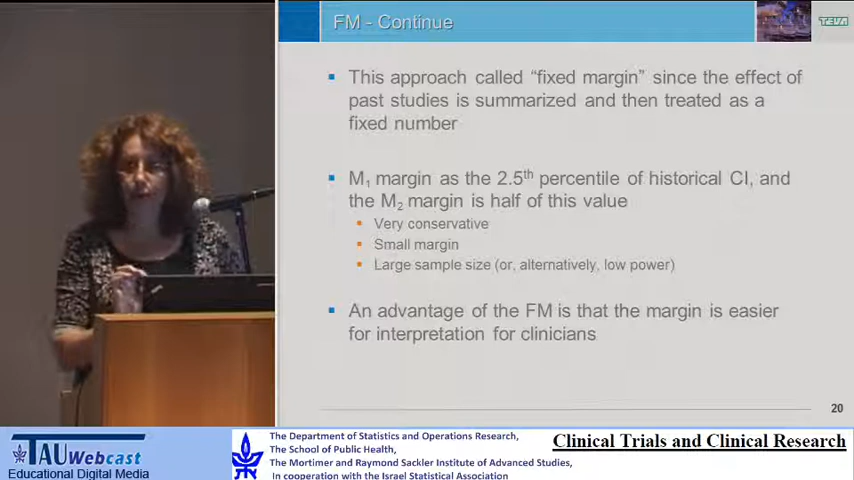 FM - Continue
TEVA
This approach called “fixed margin” since the effect of
past studies is summarized and then treated as a
fixed number
M1 margin as the 2.5th percentile of historical CI, and
the M2 margin is half of this value
Very conservative
Small margin
Large sample size (or, alternatively, low power)
An advantage of the FM is that the margin is easier
for interpretation for clinicians
20
TAUWebcast
Educational Digital Media
The Department of Statistics and Operations Research,
The School of Public Health,
The Mortimer and Raymond Sackler Institute of Advanced Studies,
In cooperation with the Israel Statistical Association
Clinical Trials and Clinical Research